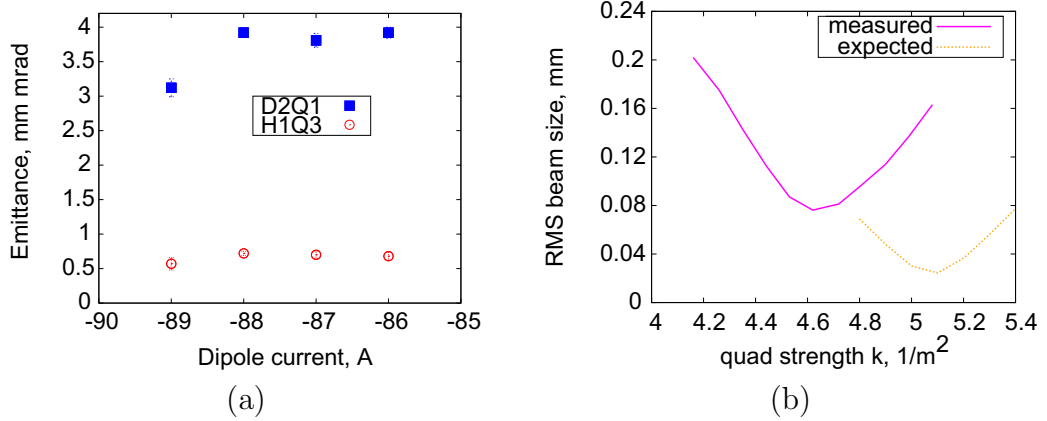 4
3.5
3
2.5
2
1.5
1
0.5
0
-90 -89 -88 -87 -86 -85
Emittance, mm mrad
Dipole current, A
D2Q1
H1Q3
(a)
0.24
0.2
0.16
0.12
0.08
0.04
0
4 4.2 4.4 4.6 4.8 5 5.2 5.4
RMS beam size, mm
quad strength k, 1/m²
measured
expected
(b)